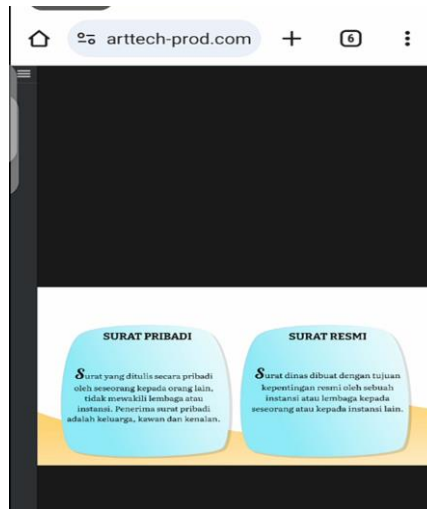 arttech-prod.com
6
SURAT PRIBADI
Surat yang ditulis secara pribadi
oleh seseorang kepada orang lain,
tidak mewakili lembaga atau
instansi. Penerima surat pribadi
adalah keluarga, kawan dan kenalan.
SURAT RESMI
Surat dinas dibuat dengan tujuan
kepentingan resmi oleh sebuah
instansi atau lembaga kepada
seseorang atau kepada instansi lain.